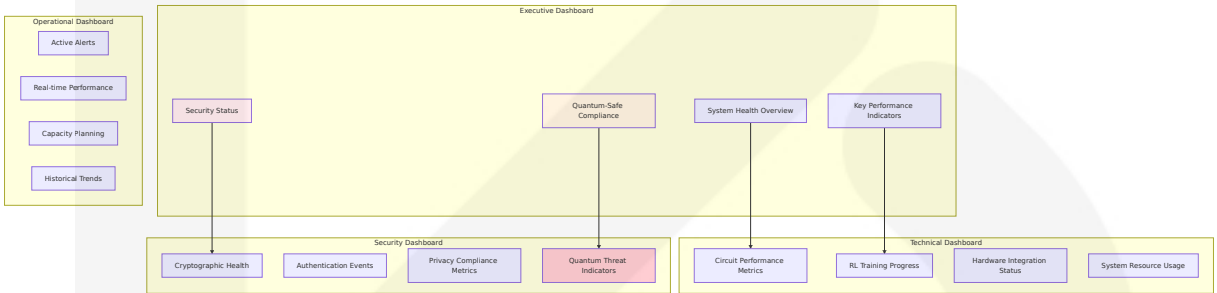 Operational Dashboard
Active Alerts
Real-time Performance
Capacity Planning
Historical Trends
Executive Dashboard
Security Status
Quantum-Safe
Compliance
System Health Overview
Key Performance
Indicators
Security Dashboard
Cryptographic Health
Authentication Events
Privacy Compliance
Metrics
Quantum Threat
Indicators
Technical Dashboard
Circuit Performance
Metrics
RL Training Progress
Hardware Integration
Status
System Resource Usage